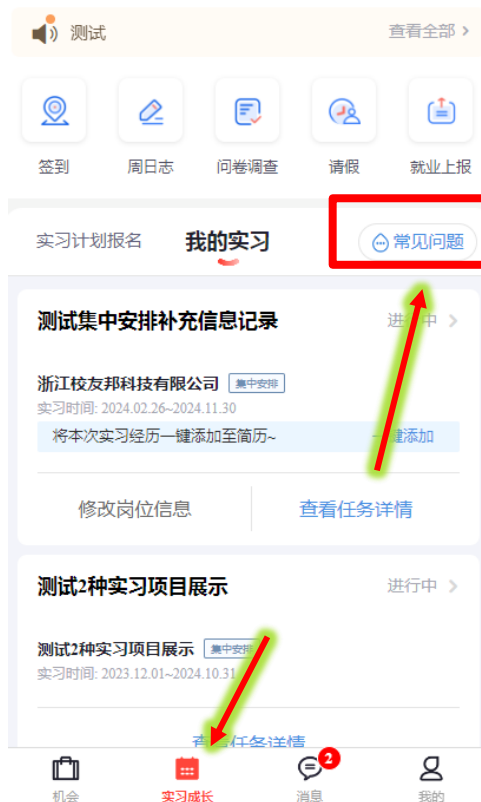 测试 查看全部 >
签到 周日志 问卷调查 请假 就业上报
实习计划报名 我的实习 常见问题
测试集中安排补充信息记录 进行中 >
浙江校友邦科技有限公司 集中安排
实习时间: 2024.02.26~2024.11.30
将本次实习经历一键添加至简历~ 一键添加
修改岗位信息 查看任务详情
测试2种实习项目展示 进行中 >
测试2种实习项目展示 集中安排
实习时间: 2023.12.01~2024.10.31
查看任务详情
2
机会 实习成长 消息 我的